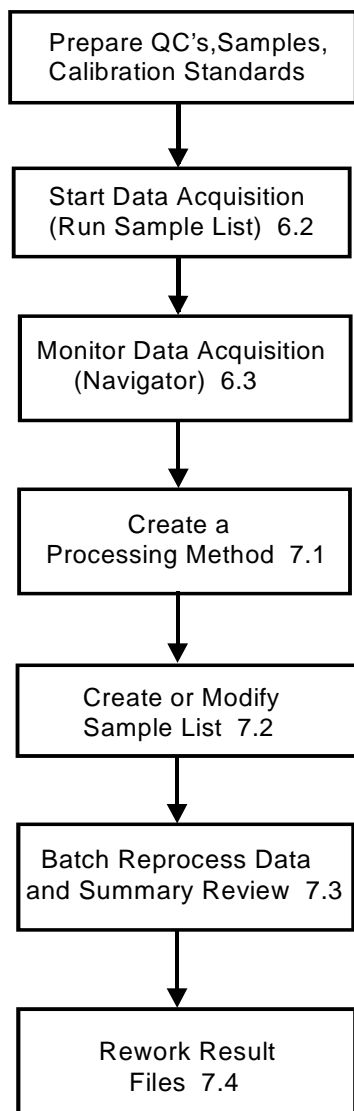 Prepare QC's,Samples,
Calibration Standards
Start Data Acquisition
(Run Sample List) 6.2
Monitor Data Acquisition
(Navigator) 6.3
Create a
Processing Method 7.1
Create or Modify
Sample List 7.2
Batch Reprocess Data
and Summary Review 7.3
Rework Result
Files 7.4